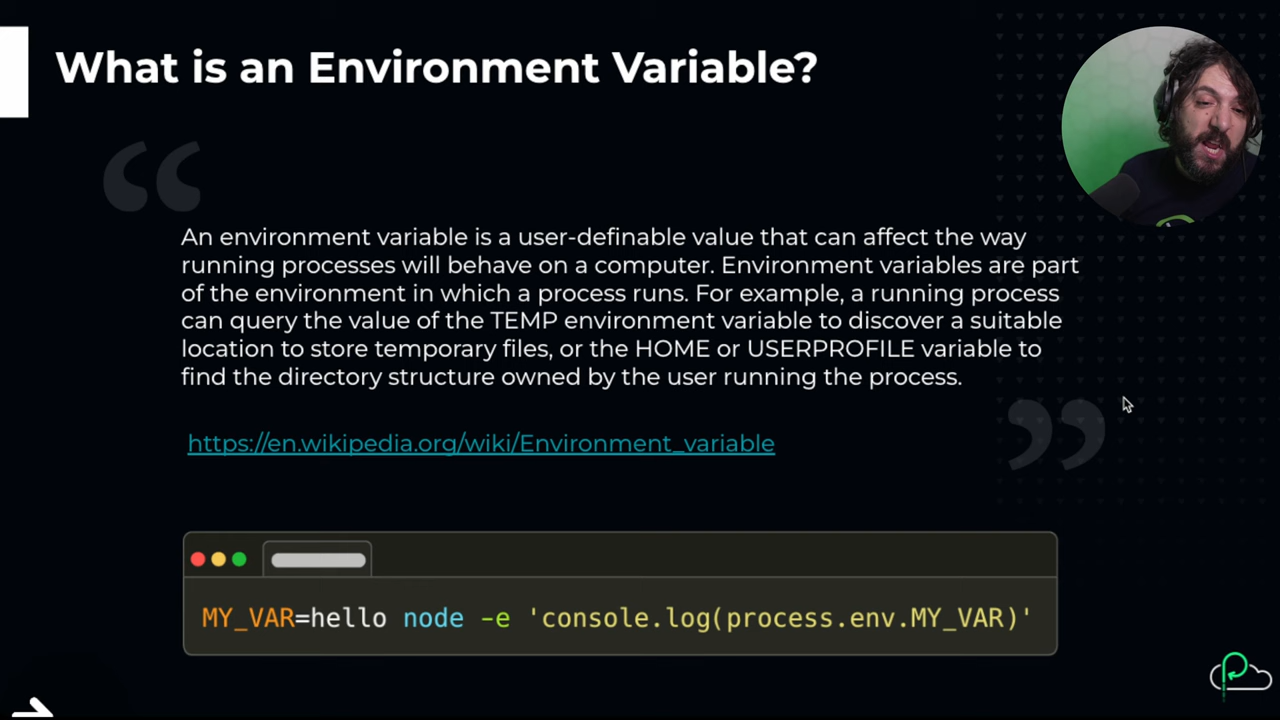 What is an Environment Variable?
An environment variable is a user-definable value that can affect the way
running processes will behave on a computer. Environment variables are part
of the environment in which a process runs. For example, a running process
can query the value of the TEMP environment variable to discover a suitable
location to store temporary files, or the HOME or USERPROFILE variable to
find the directory structure owned by the user running the process.
https://en.wikipedia.org/wiki/Environment_variable
MY_VAR=hello node -e 'console.log(process.env.MY_VAR)'